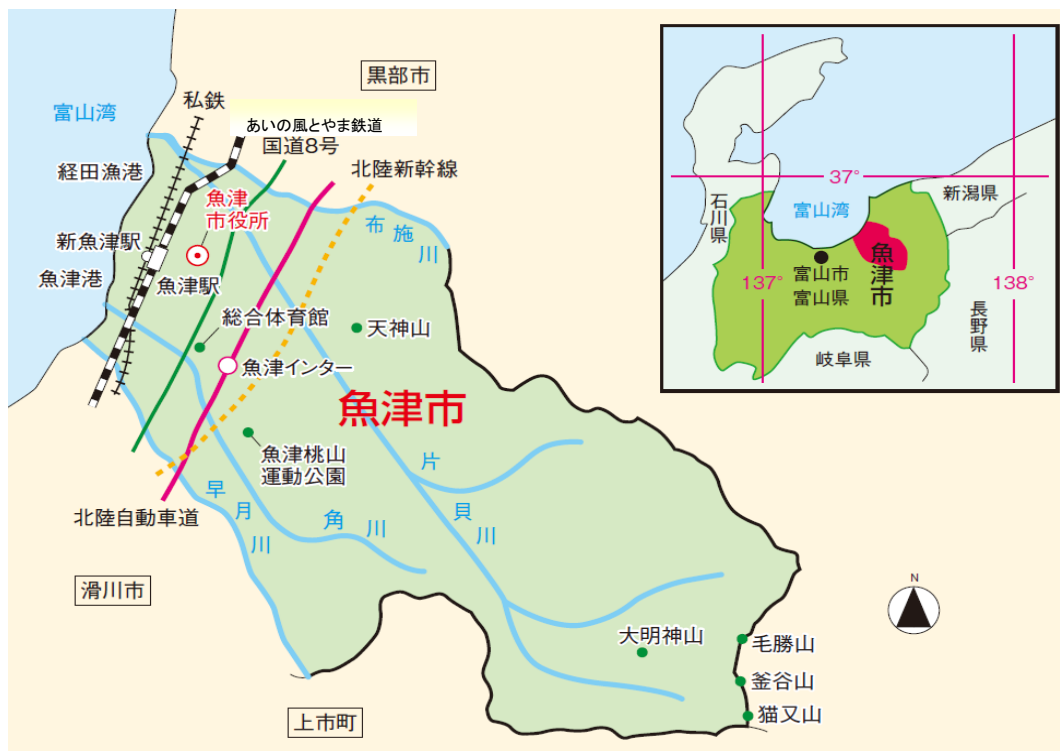 黒部市
富山湾
私鉄
あいの風とやま鉄道
国道8号
北陸新幹線
経田漁港
魚津
市役所
布施川
新魚津駅
魚津港
魚津駅
総合体育館
天神山
魚津インター
魚津市
魚津桃山
運動公園
片貝川
早月川
角川
北陸自動車道
滑川市
大明神山
毛勝山
釜谷山
猫又山
上市町
N
37°
新潟県
石川県
富山湾
魚津市
富山市
富山県
137°
138°
長野県
岐阜県